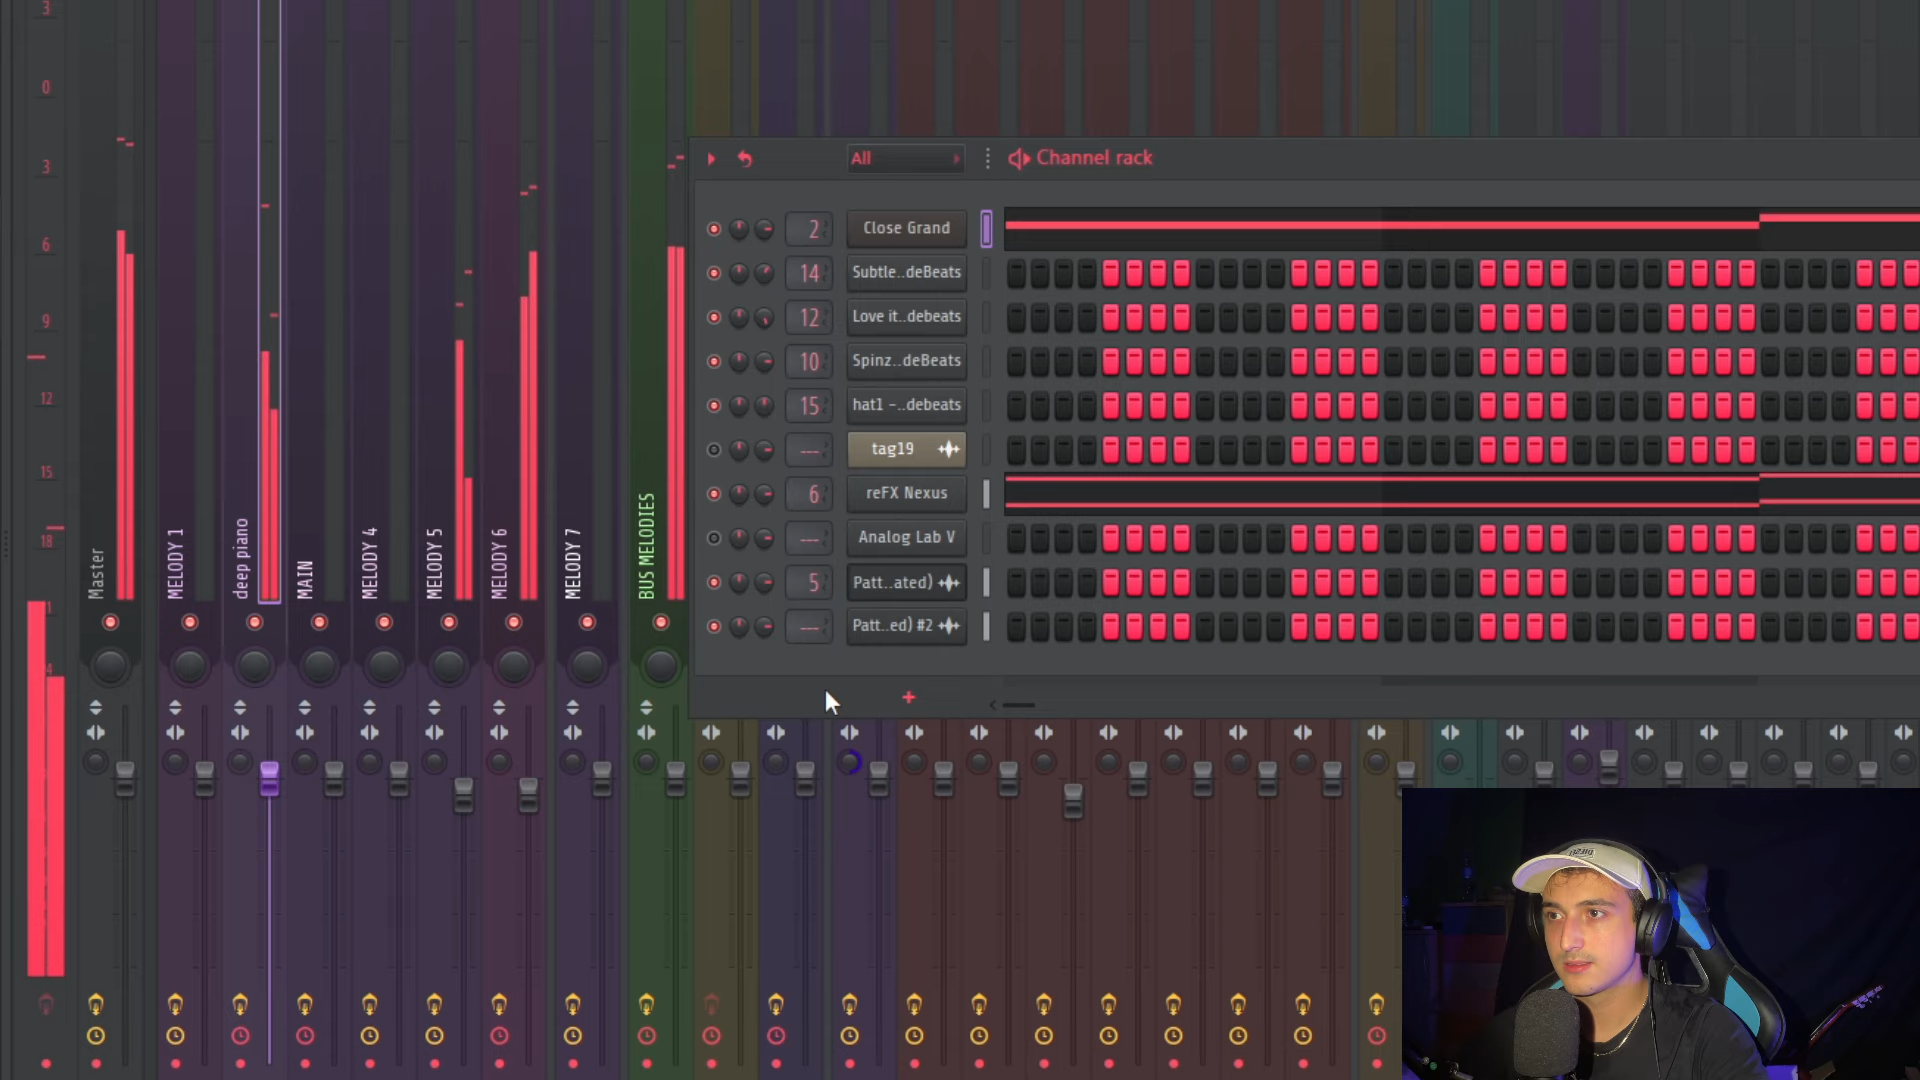 3
0
3
6
9
12
15
18
Master
MELODY 1
deep piano
MAIN
MELODY 4
MELODY 5
MELODY 6
MELODY 7
BUS MELODIES
All
Channel rack
2 Close Grand
14 Subtle..deBeats
12 Love it..debeats
10 Spinz..deBeats
15 hat1 -..debeats
--- tag19
6 reFX Nexus
--- Analog Lab V
5 Patt..ated)
--- Patt..ed) #2
+